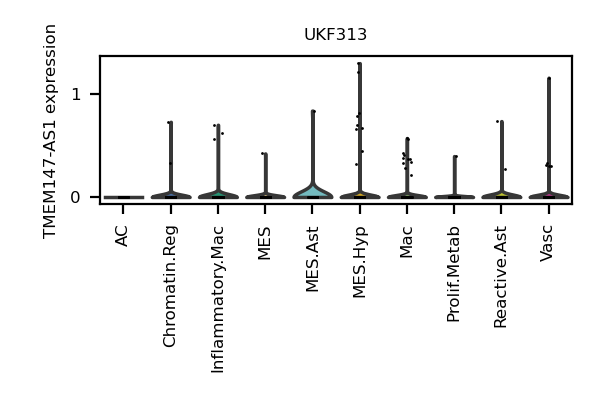 UKF313
TMEM147-AS1 expression
1
0
AC
Chromatin.Reg
Inflammatory.Mac
MES
MES.Ast
MES.Hyp
Mac
Prolif.Metab
Reactive.Ast
Vasc